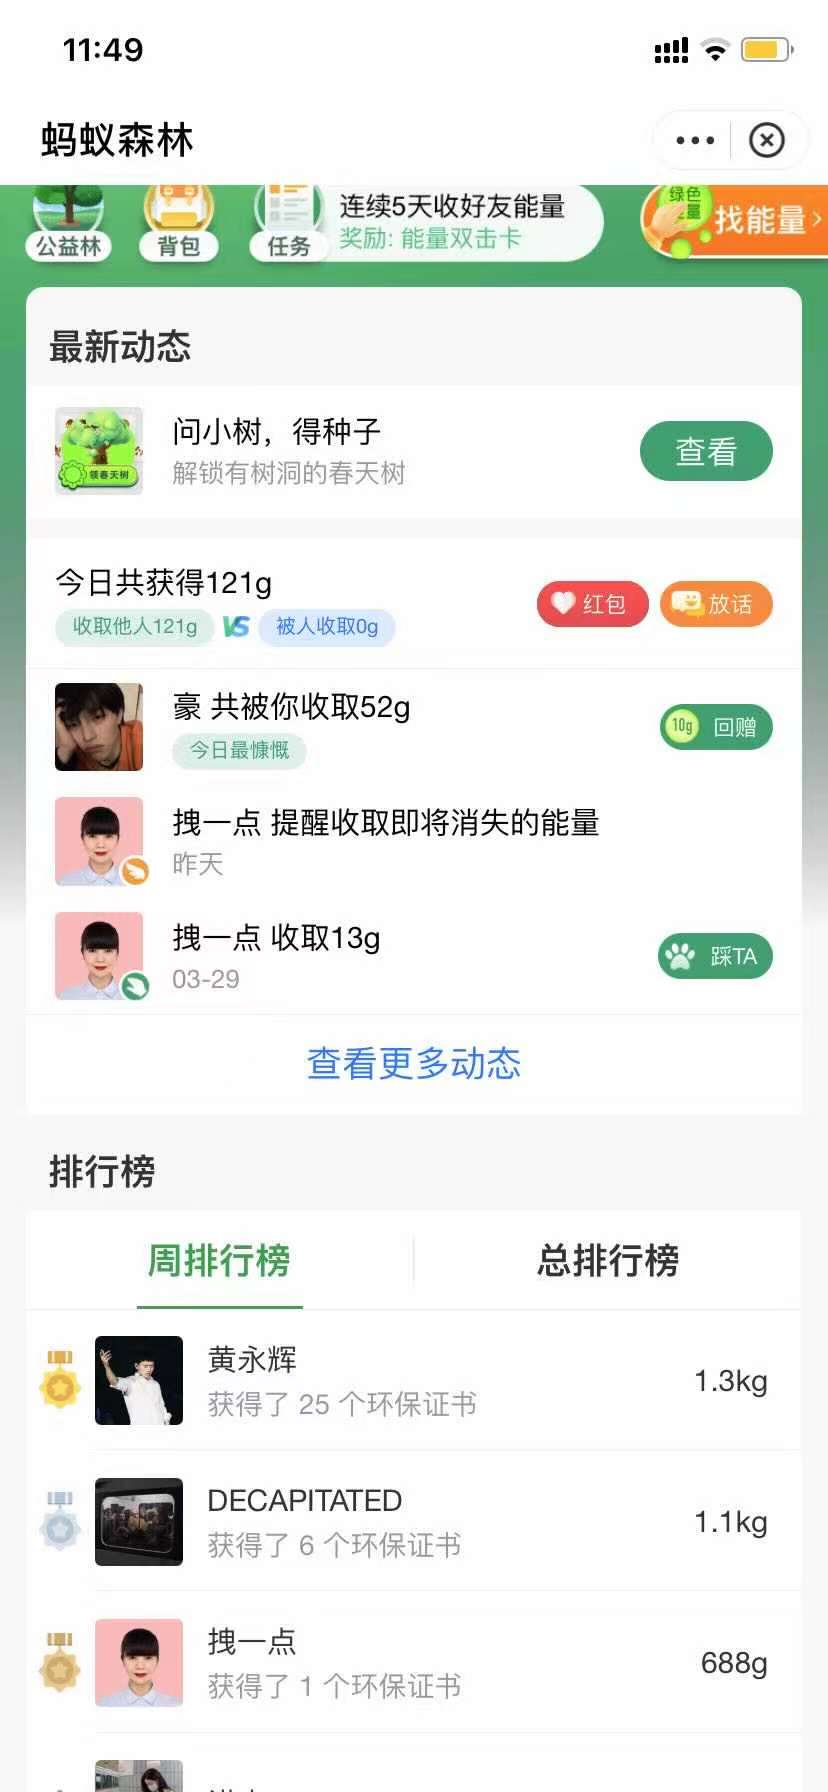 11:49
蚂蚁森林
公益林
背包
任务
连续5天收好友能量
奖励: 能量双击卡
绿色
量
找能量
最新动态
领春天树
问小树，得种子
解锁有树洞的春天树
查看
今日共获得121g
收取他人121g VS 被人收取0g
红包
放话
豪 共被你收取52g
今日最慷慨
10g 回赠
拽一点 提醒收取即将消失的能量
昨天
拽一点 收取13g
03-29
踩TA
查看更多动态
排行榜
周排行榜
总排行榜
黄永辉
获得了 25 个环保证书
1.3kg
DECAPITATED
获得了 6 个环保证书
1.1kg
拽一点
获得了 1 个环保证书
688g